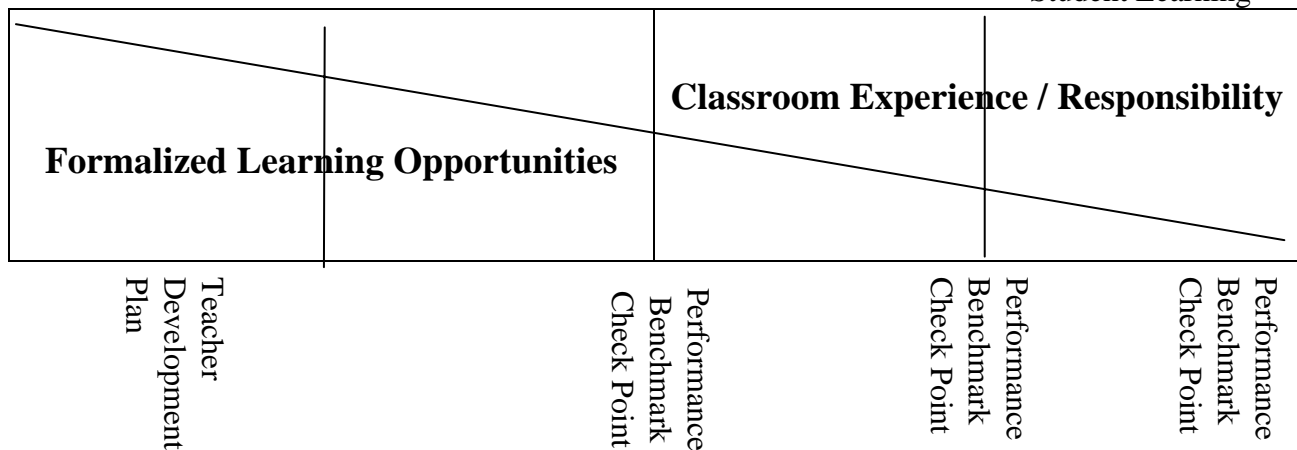 Student Learning
Classroom Experience / Responsibility
Formalized Learning Opportunities
Teacher
Development
Plan
Performance
Benchmark
Check Point
Performance
Benchmark
Check Point
Performance
Benchmark
Check Point